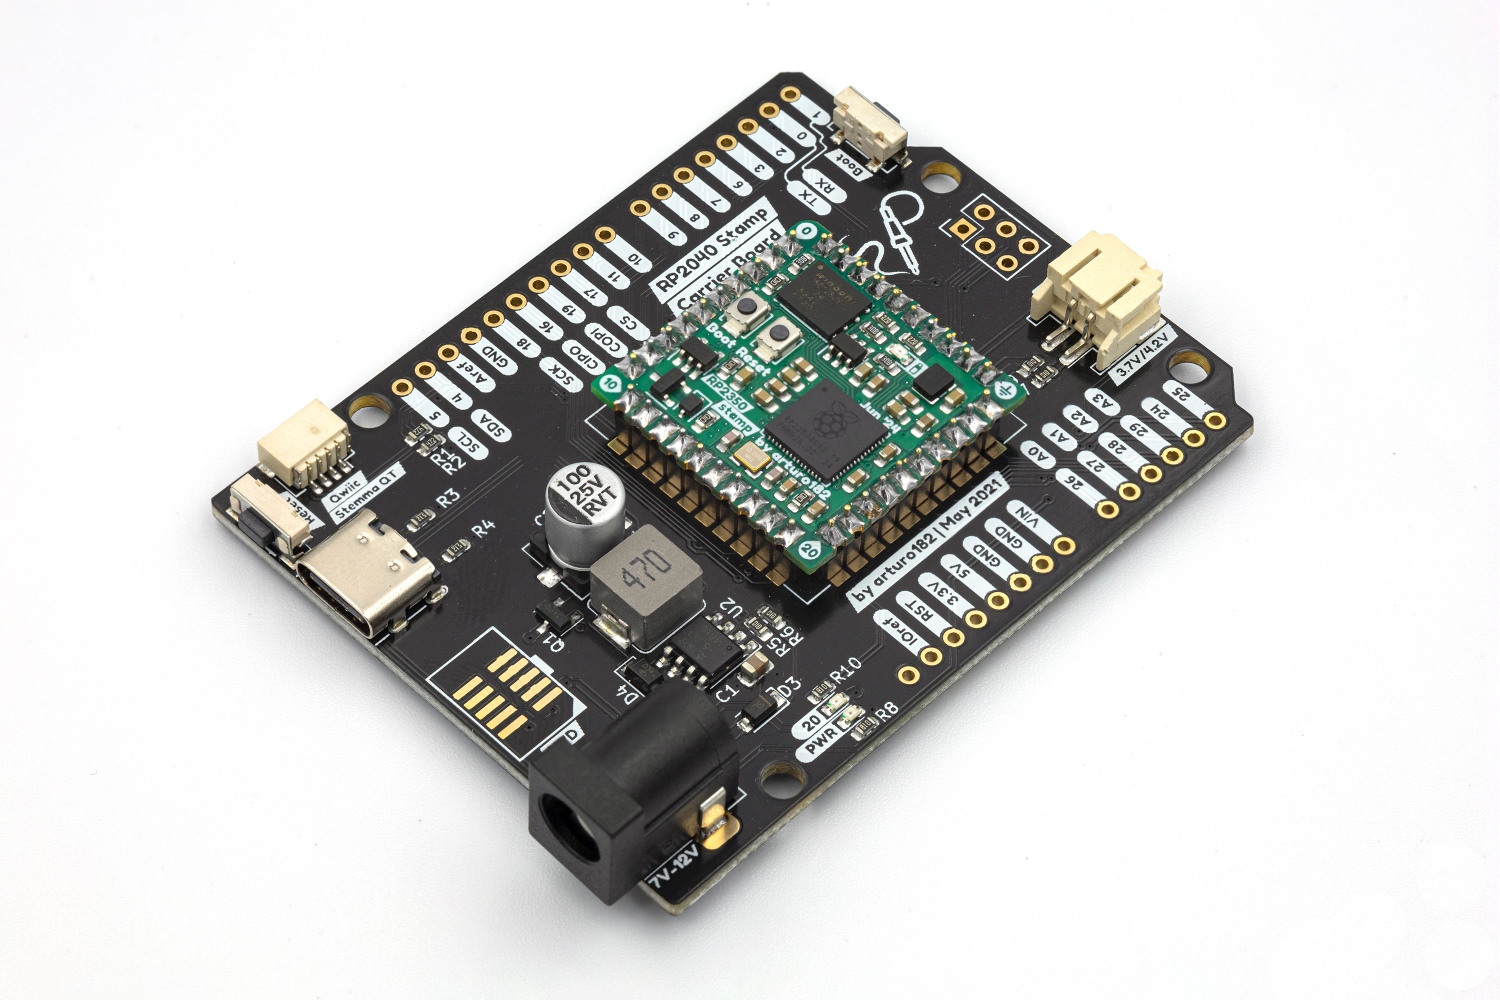 1
0
2
3
6
7
8
9
10
11
17
19
16
18
GND
Aref
4
5
TX
RX
CS
COPI
CIPO
SCK
SDA
SCL
Boot
RP2040 Stamp
Carrier Board
3.7V/4.2V
0
10
20
Boot Reset
RP2350
stamp
by arturo182
A3
A2
A1
A0
25
24
29
28
27
26
by arturo182 | May 2021
VIN
GND
GND
5V
3.3V
RST
IOref
R1
R2
R3
R4
Qwiic
Stemma QT
Reset
100
25V
RVT
470
Q1
U2
R5
R6
D4
C1
D3
R10
20
PWR
R8
D
7V-12V